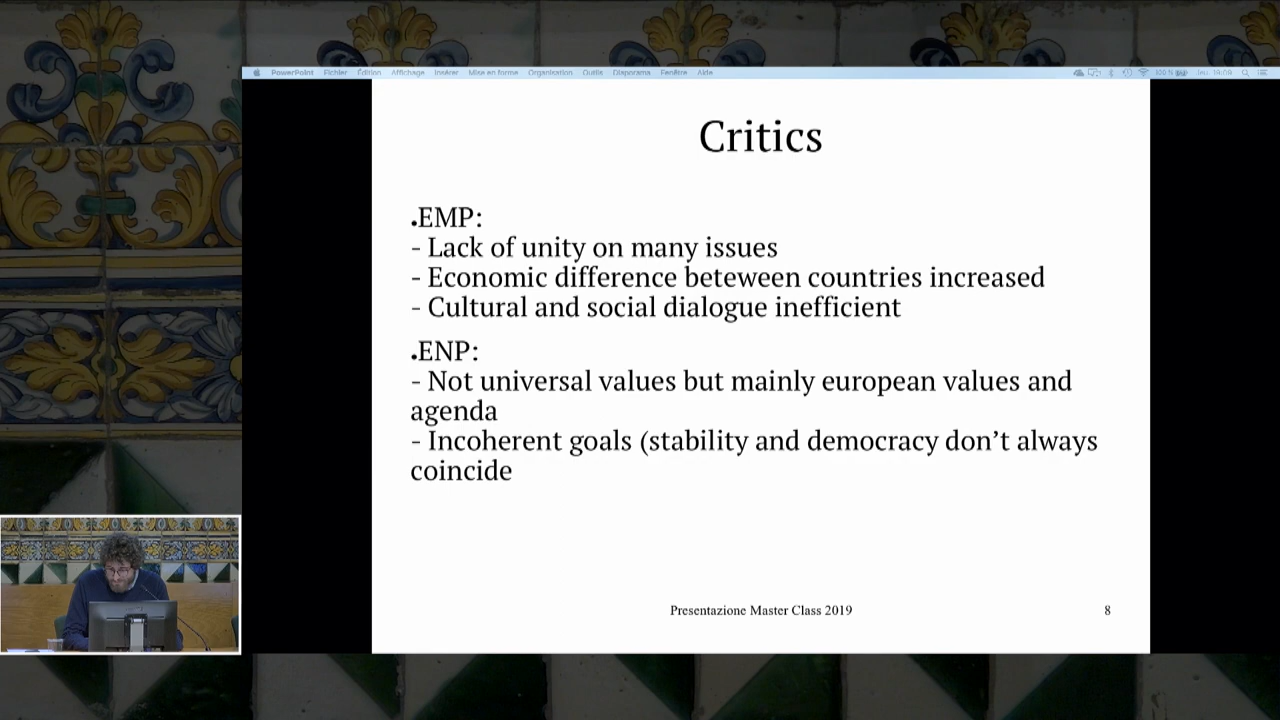 PowerPoint Fichier Édition Affichage Insérer Mise en forme Organisation Outils Diaporama Fenêtre Aide 100 %
Critics
.EMP:
- Lack of unity on many issues
- Economic difference beteween countries increased
- Cultural and social dialogue inefficient
.ENP:
- Not universal values but mainly european values and
agenda
- Incoherent goals (stability and democracy don’t always
coincide
Presentazione Master Class 2019
8